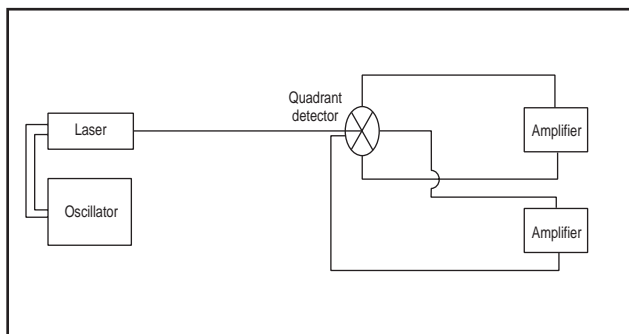 Quadrant
detector
Laser
Amplifier
Oscillator
Amplifier